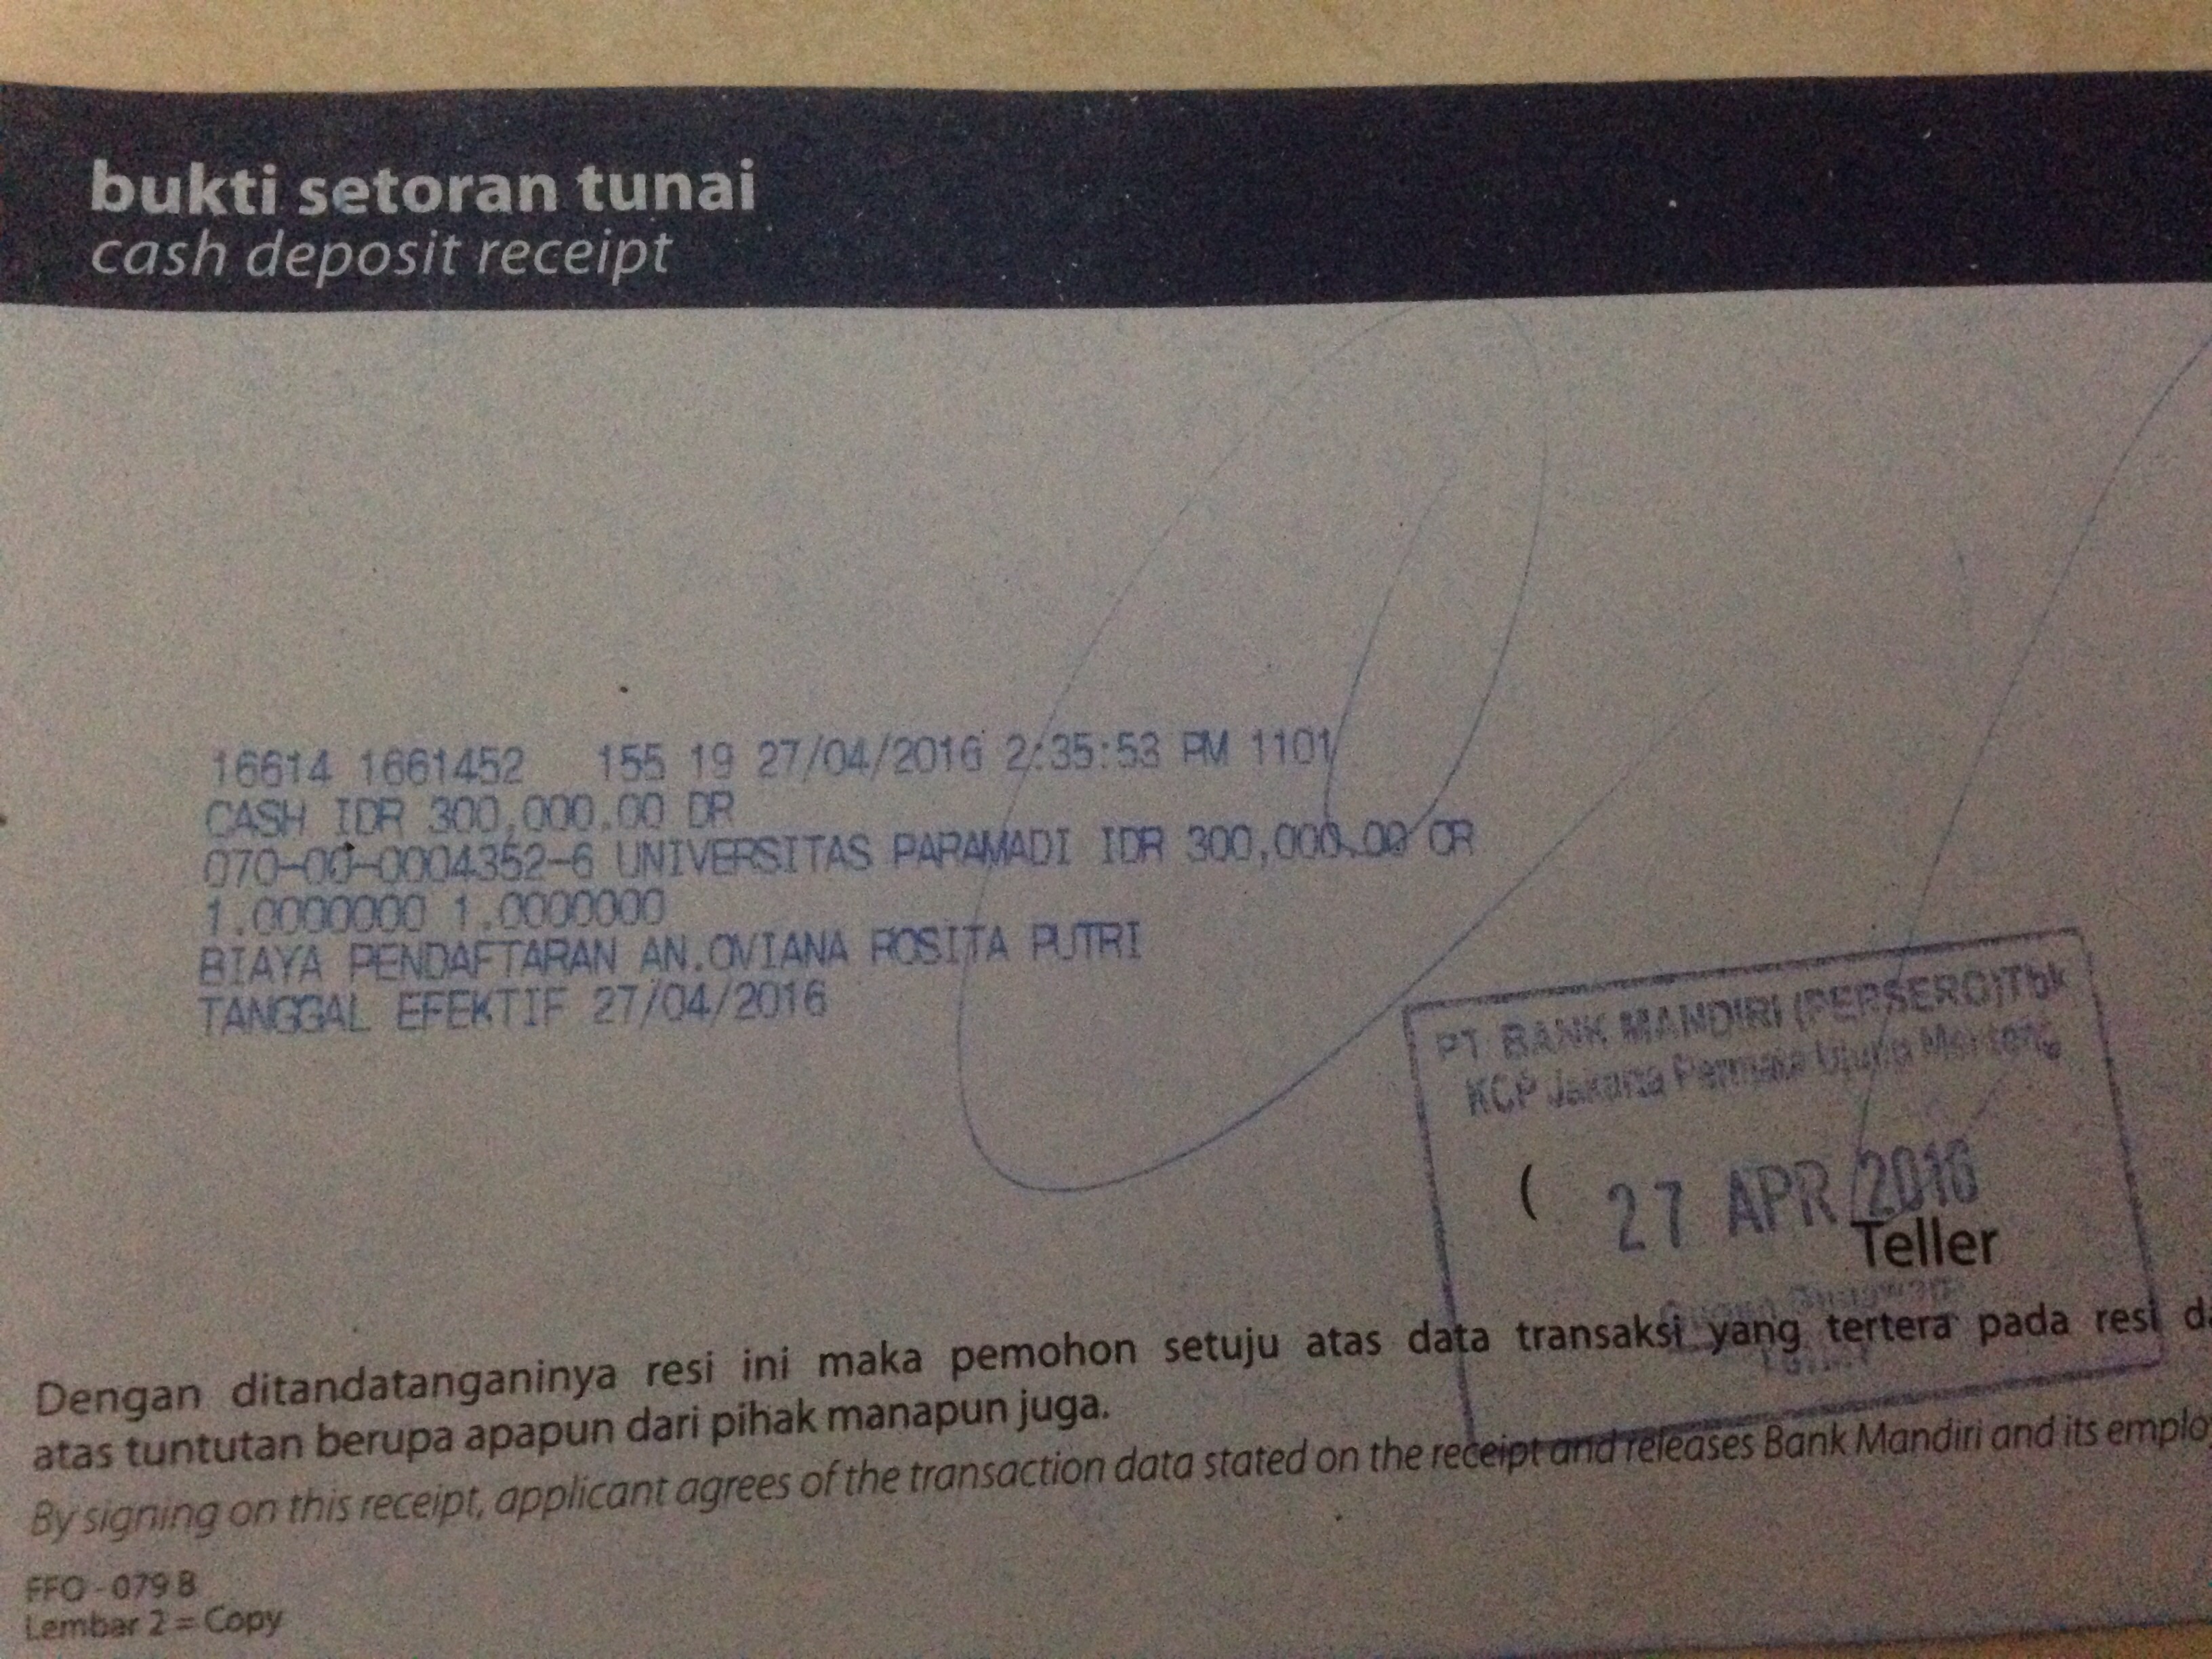 bukti setoran tunai
cash deposit receipt
16614 1661452 155 19 27/04/2016 2:35:53 PM 1101
CASH IDR 300,000.00 DR
070-00-0004352-6 UNIVERSITAS PARAMADI IDR 300,000.00 CR
1.0000000 1.0000000
BIAYA PENDAFTARAN AN.OVIANA ROSITA PUTRI
TANGGAL EFEKTIF 27/04/2016
PT BANK MANDIRI (PERSERO)Tbk
KCP Jakarta
( 27 APR 2016
Teller
Dengan ditandatanganinya resi ini maka pemohon setuju atas data transaksi yang tertera pada resi
atas tuntutan berupa apapun dari pihak manapun juga.
By signing on this receipt, applicant agrees of the transaction data stated on the receipt and releases Bank Mandiri and its
FFO - 079 B
Lembar 2 = Copy